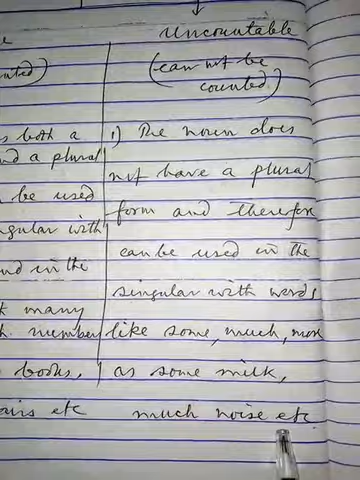 uncountable
(can not be
counted)
nted)
s both a 1) The noun does
nd a plural not have a plural
be used form and therefore
ngular with can be used in the
nd in the singular with words
many like some, much, more
number as some milk,
books, much noise etc.
airs etc